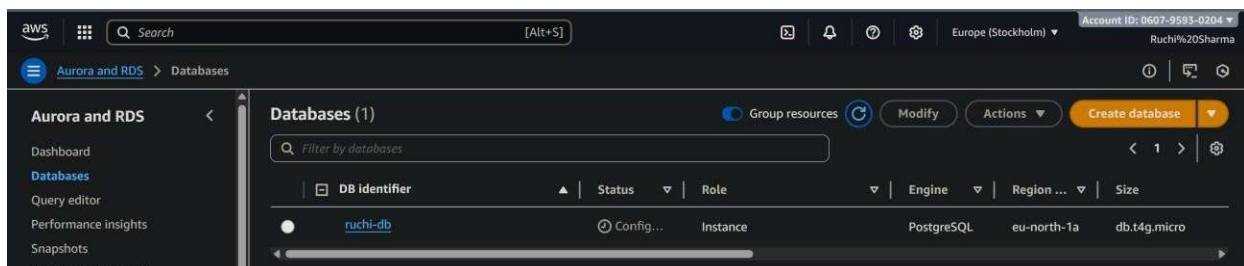 aws Search [Alt+S] Europe (Stockholm) Account ID: 0607-9593-0204
Ruchi%20Sharma
Aurora and RDS > Databases
Aurora and RDS
Dashboard
Databases
Query editor
Performance insights
Snapshots
Databases (1) Group resources Modify Actions Create database
Filter by databases 1
DB identifier Status Role Engine Region ... Size
ruchi-db Config... Instance PostgreSQL eu-north-1a db.t4g.micro